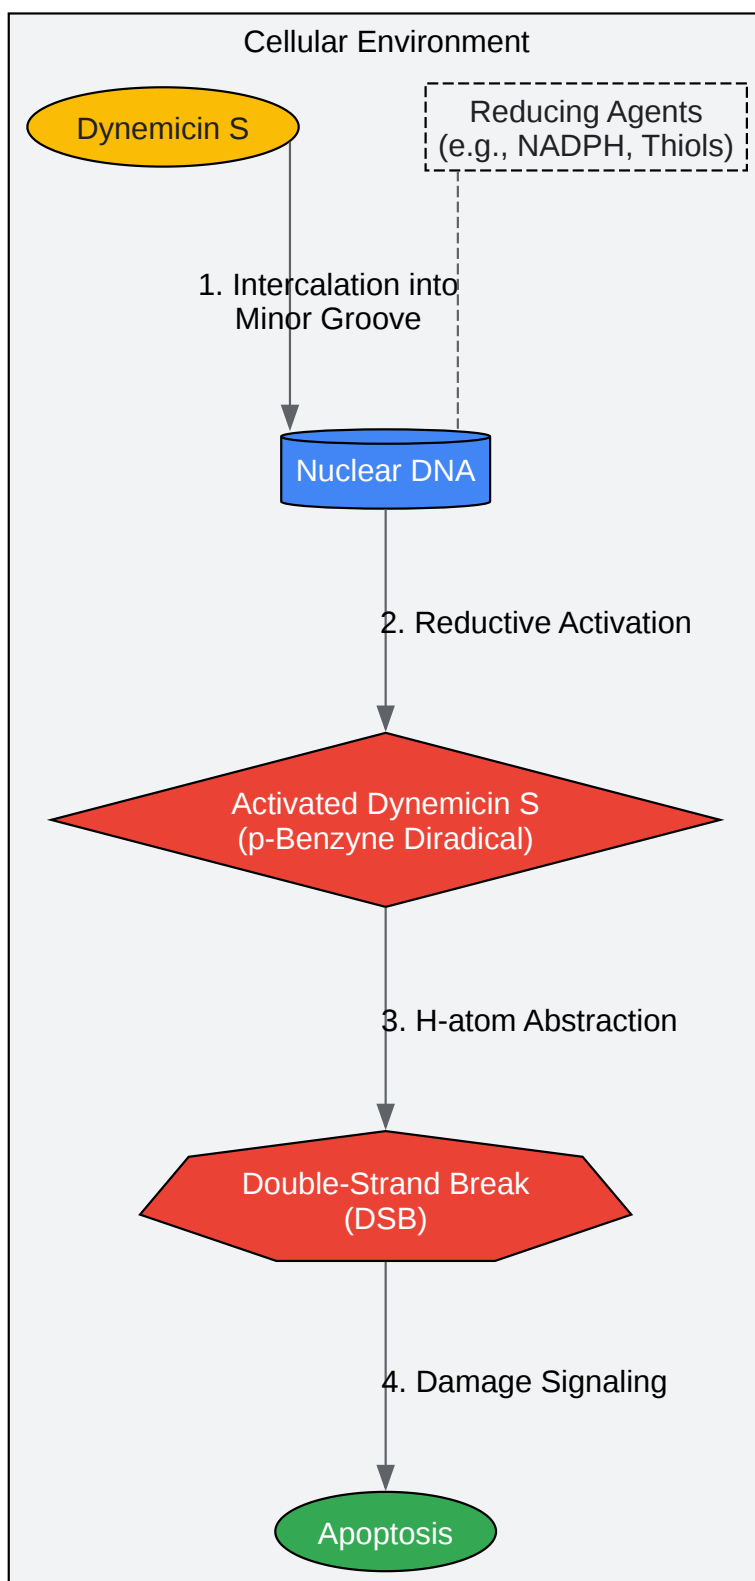 Cellular Environment
Dynemicin S
Reducing Agents
(e.g., NADPH, Thiols)
1. Intercalation into
Minor Groove
Nuclear DNA
2. Reductive Activation
Activated Dynemicin S
(p-Benzyne Diradical)
3. H-atom Abstraction
Double-Strand Break
(DSB)
4. Damage Signaling
Apoptosis